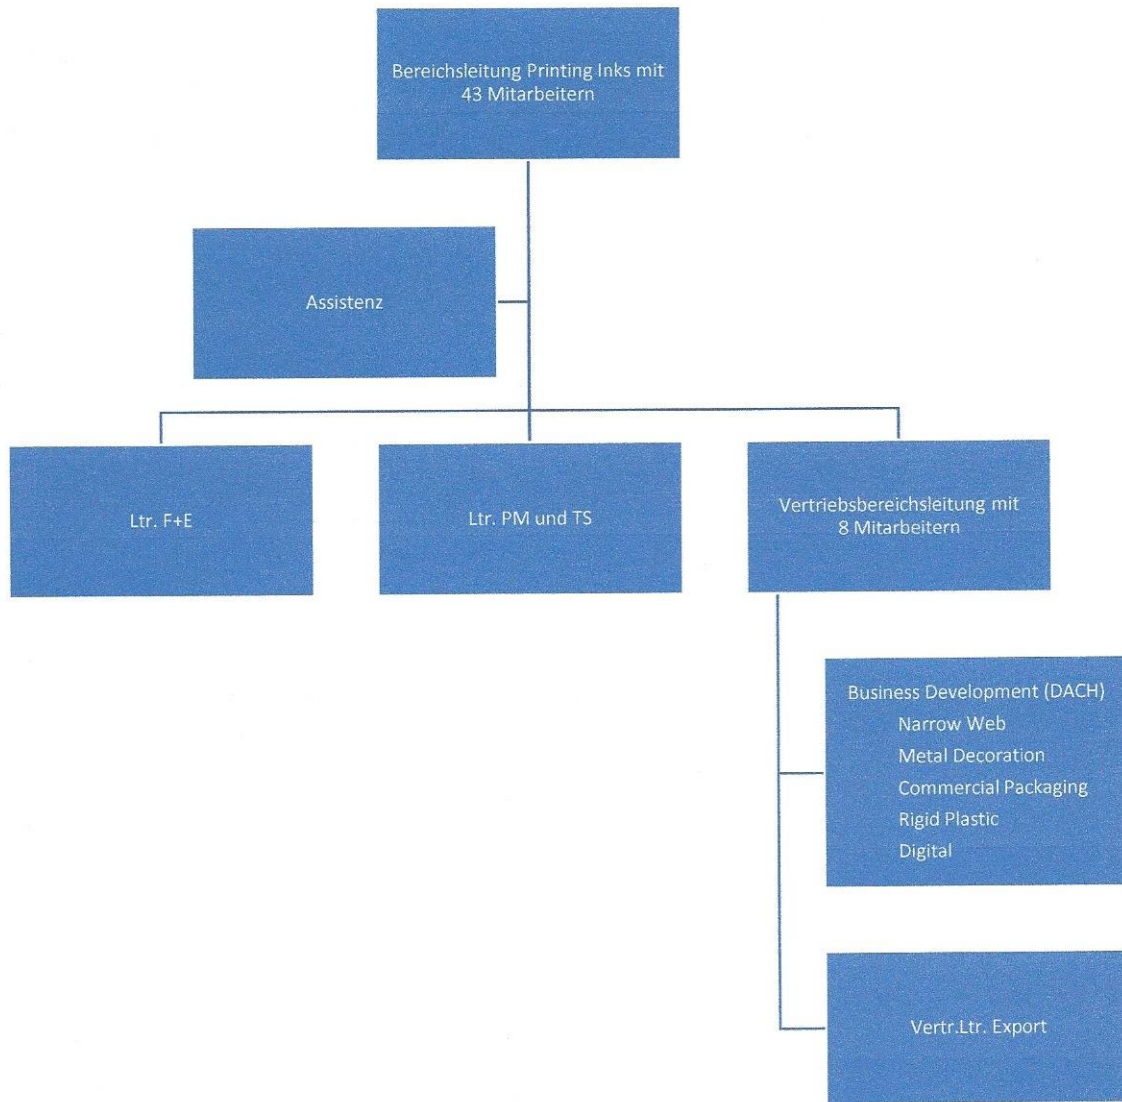 Bereichsleitung Printing Inks mit
43 Mitarbeitern
Assistenz
Ltr. F+E
Ltr. PM und TS
Vertriebsbereichsleitung mit
8 Mitarbeitern
Business Development (DACH)
Narrow Web
Metal Decoration
Commercial Packaging
Rigid Plastic
Digital
Vertr.Ltr. Export